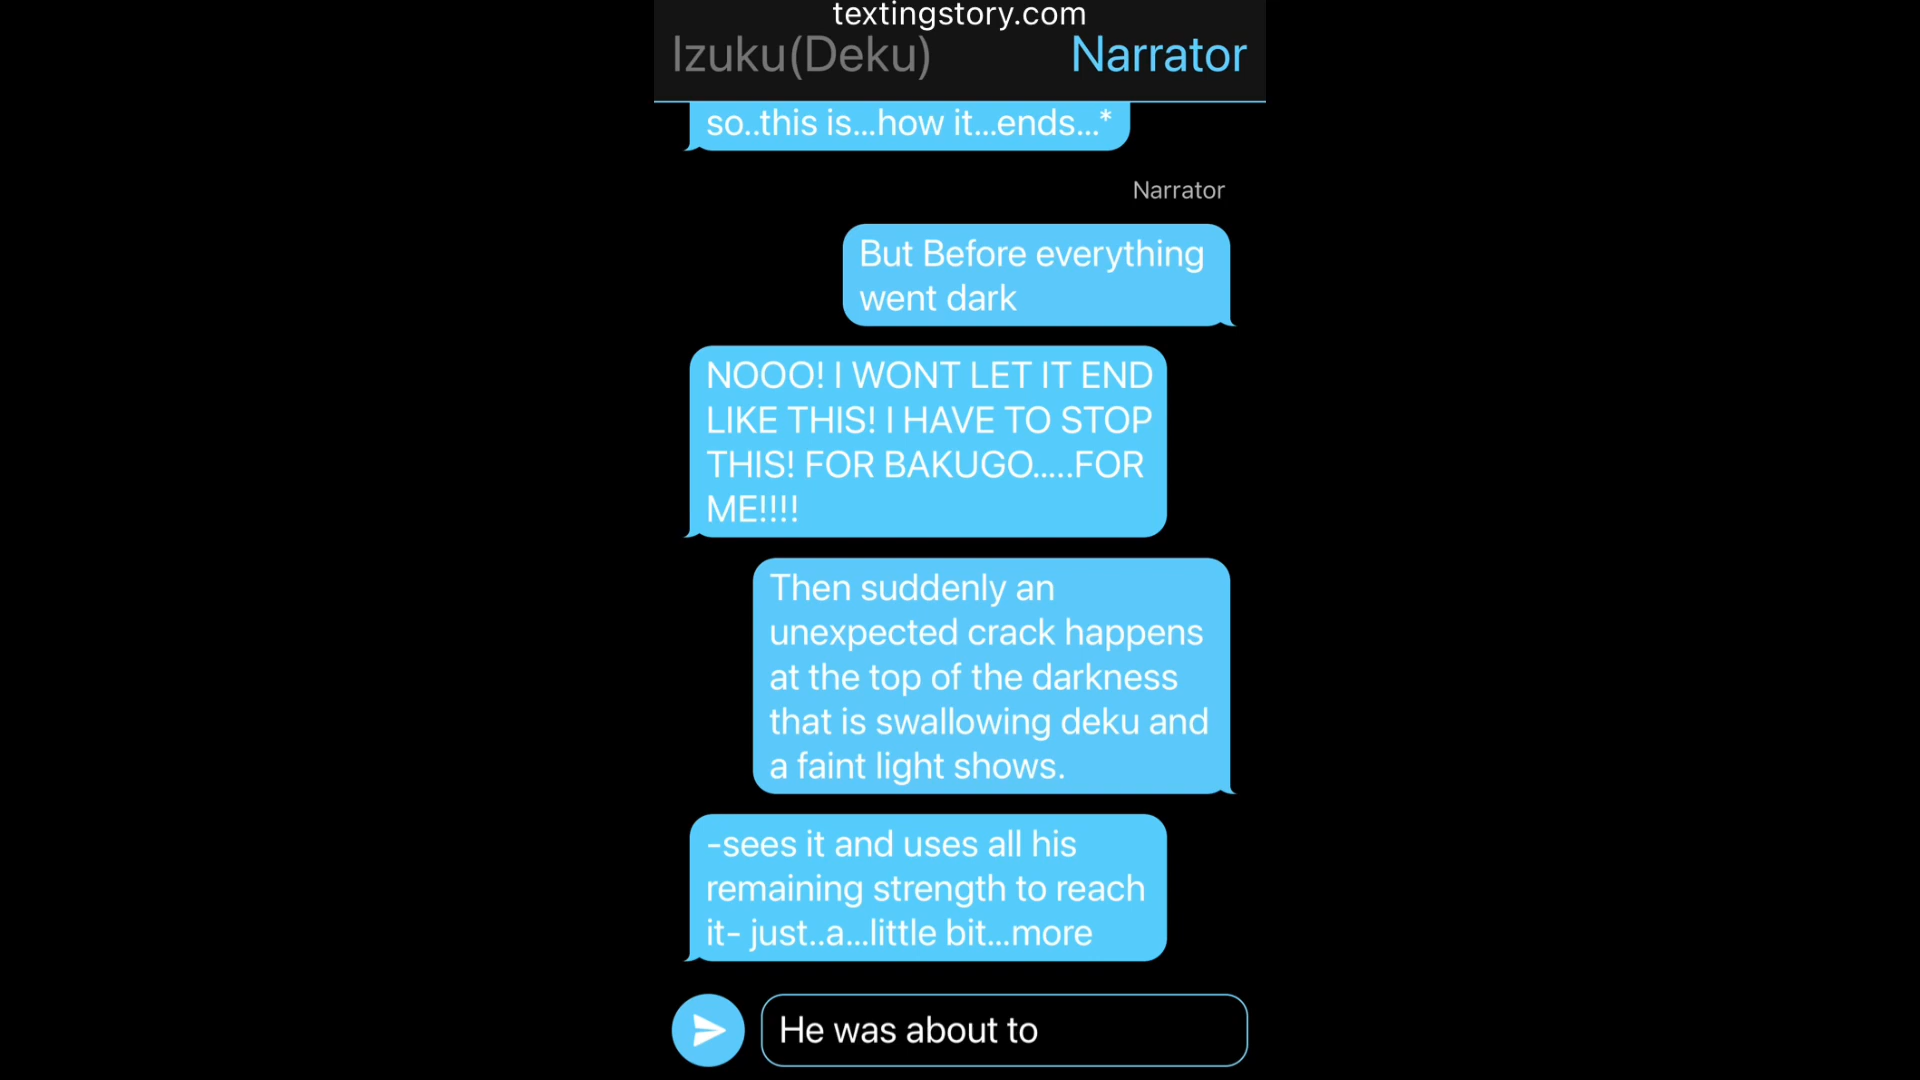 textingstory.com
Izuku(Deku) Narrator
so..this is...how it...ends...*
Narrator
But Before everything
went dark
NOOO! I WONT LET IT END
LIKE THIS! I HAVE TO STOP
THIS! FOR BAKUGO.....FOR
ME!!!!
Then suddenly an
unexpected crack happens
at the top of the darkness
that is swallowing deku and
a faint light shows.
-sees it and uses all his
remaining strength to reach
it- just..a...little bit...more
He was about to